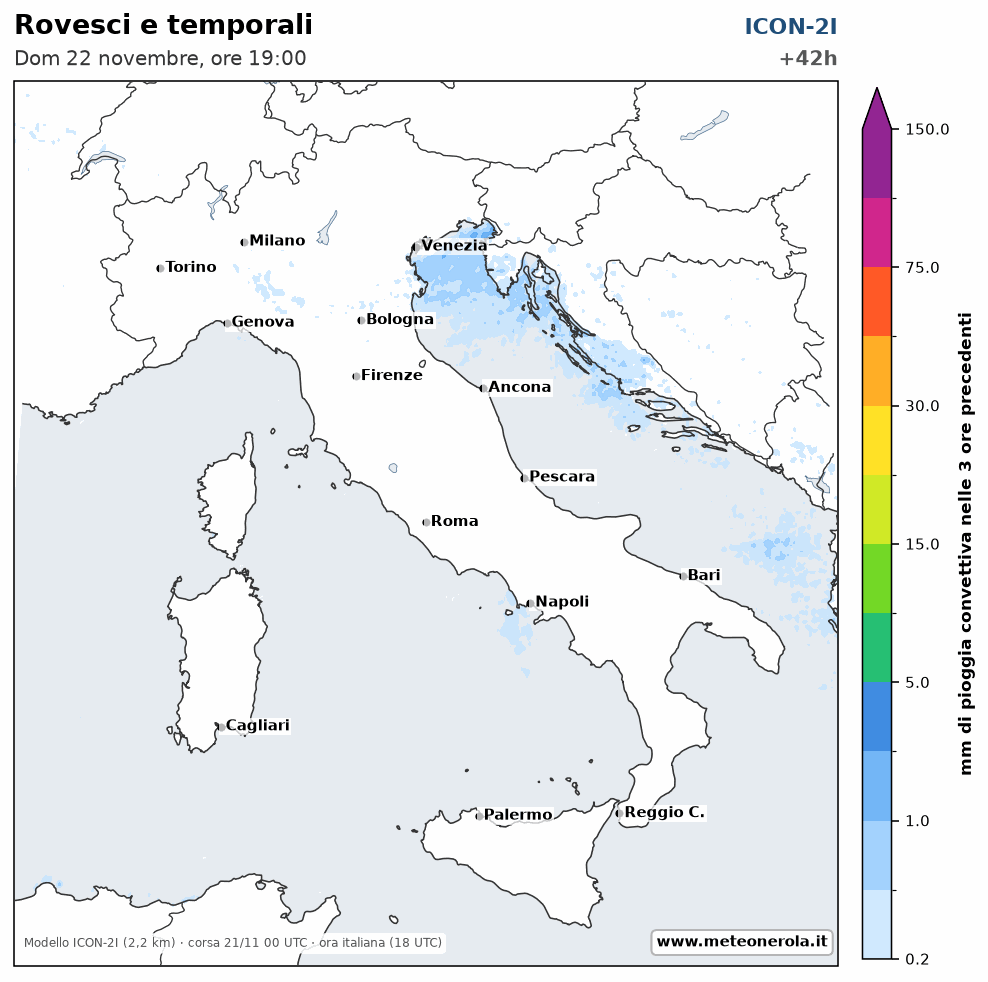 Rovesci e temporali
ICON-2I
Dom 22 novembre, ore 19:00
+42h
150.0
75.0
30.0
15.0
5.0
1.0
0.2
mm di pioggia convettiva nelle 3 ore precedenti
Milano
Venezia
Torino
Genova
Bologna
Firenze
Ancona
Pescara
Roma
Bari
Napoli
Cagliari
Palermo
Reggio C.
Modello ICON-2I (2,2 km) · corsa 21/11 00 UTC · ora italiana (18 UTC)
www.meteonerola.it